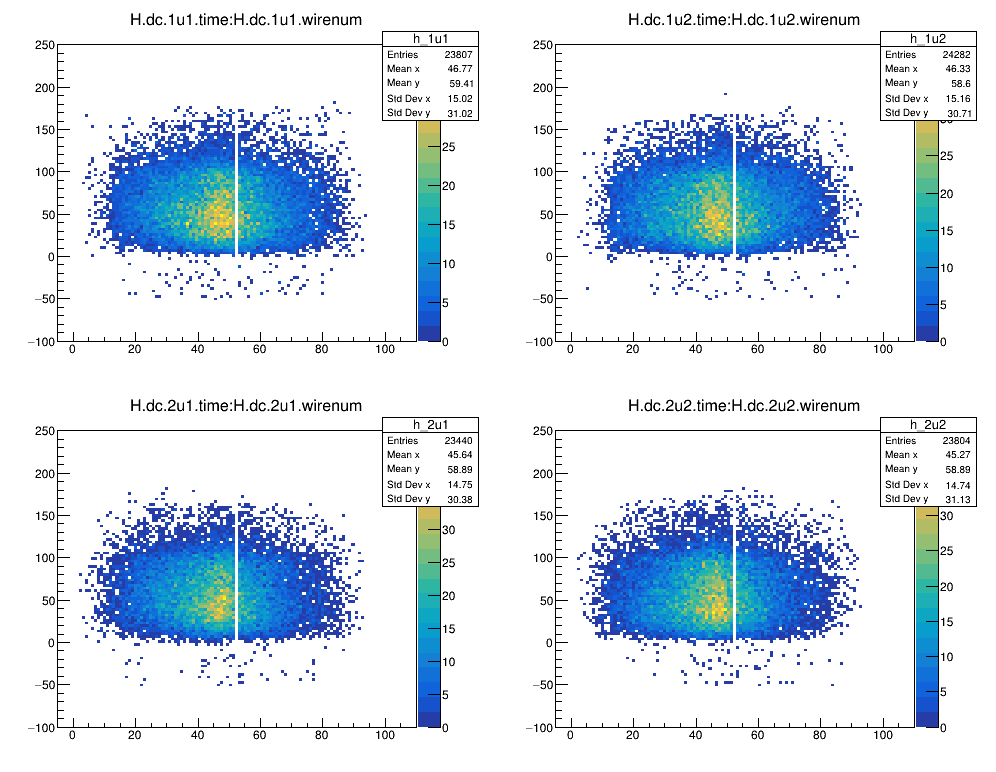 H.dc.1u1.time:H.dc.1u1.wirenum
h_1u1
Entries 23807
Mean x 46.77
Mean y 59.41
Std Dev x 15.02
Std Dev y 31.02
250
200
150
100
50
0
−50
−100
0 20 40 60 80 100
25
20
15
10
5
0
H.dc.1u2.time:H.dc.1u2.wirenum
h_1u2
Entries 24282
Mean x 46.33
Mean y 58.6
Std Dev x 15.16
Std Dev y 30.71
250
200
150
100
50
0
−50
−100
0 20 40 60 80 100
25
20
15
10
5
0
H.dc.2u1.time:H.dc.2u1.wirenum
h_2u1
Entries 23440
Mean x 45.64
Mean y 58.89
Std Dev x 14.75
Std Dev y 30.38
250
200
150
100
50
0
−50
−100
0 20 40 60 80 100
30
25
20
15
10
5
0
H.dc.2u2.time:H.dc.2u2.wirenum
h_2u2
Entries 23804
Mean x 45.27
Mean y 58.89
Std Dev x 14.74
Std Dev y 31.13
250
200
150
100
50
0
−50
−100
0 20 40 60 80 100
30
25
20
15
10
5
0